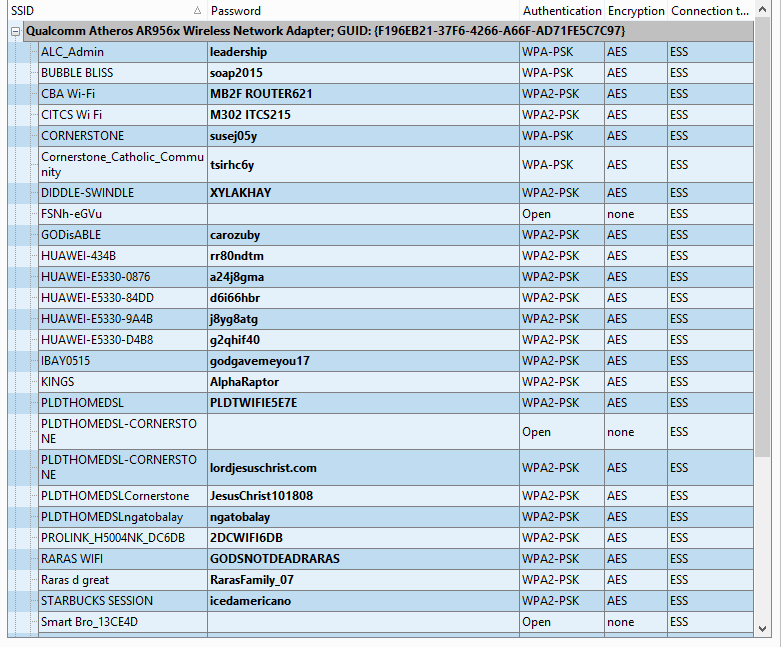 SSID Password Authentication Encryption Connection t...
Qualcomm Atheros AR956x Wireless Network Adapter; GUID: {F196EB21-37F6-4266-A66F-AD71FE5C7C97}
ALC_Admin leadership WPA-PSK AES ESS
BUBBLE BLISS soap2015 WPA2-PSK AES ESS
CBA Wi-Fi MB2F ROUTER621 WPA2-PSK AES ESS
CITCS Wi Fi M302 ITCS215 WPA2-PSK AES ESS
CORNERSTONE susej05y WPA-PSK AES ESS
Cornerstone_Catholic_Commu
nity tsirhc6y WPA-PSK AES ESS
DIDDLE-SWINDLE XYLAKHAY WPA2-PSK AES ESS
FSNh-eGVu Open none ESS
GODisABLE carozuby WPA2-PSK AES ESS
HUAWEI-434B rr80ndtm WPA2-PSK AES ESS
HUAWEI-E5330-0876 a24j8gma WPA2-PSK AES ESS
HUAWEI-E5330-84DD d6i66hbr WPA2-PSK AES ESS
HUAWEI-E5330-9A4B j8yg8atg WPA2-PSK AES ESS
HUAWEI-E5330-D4B8 g2qhif40 WPA2-PSK AES ESS
IBAY0515 godgavemeyou17 WPA2-PSK AES ESS
KINGS AlphaRaptor WPA2-PSK AES ESS
PLDTHOMEDSL PLDTWIFIE5E7E WPA2-PSK AES ESS
PLDTHOMEDSL-CORNERSTO
NE Open none ESS
PLDTHOMEDSL-CORNERSTO
NE lordjesuschrist.com WPA2-PSK AES ESS
PLDTHOMEDSLCornerstone JesusChrist101808 WPA2-PSK AES ESS
PLDTHOMEDSLngatobalay ngatobalay WPA2-PSK AES ESS
PROLINK_H5004NK_DC6DB 2DCWIFI6DB WPA2-PSK AES ESS
RARAS WIFI GODSNOTDEADRARAS WPA2-PSK AES ESS
Raras d great RarasFamily_07 WPA2-PSK AES ESS
STARBUCKS SESSION icedamericano WPA2-PSK AES ESS
Smart Bro_13CE4D Open none ESS